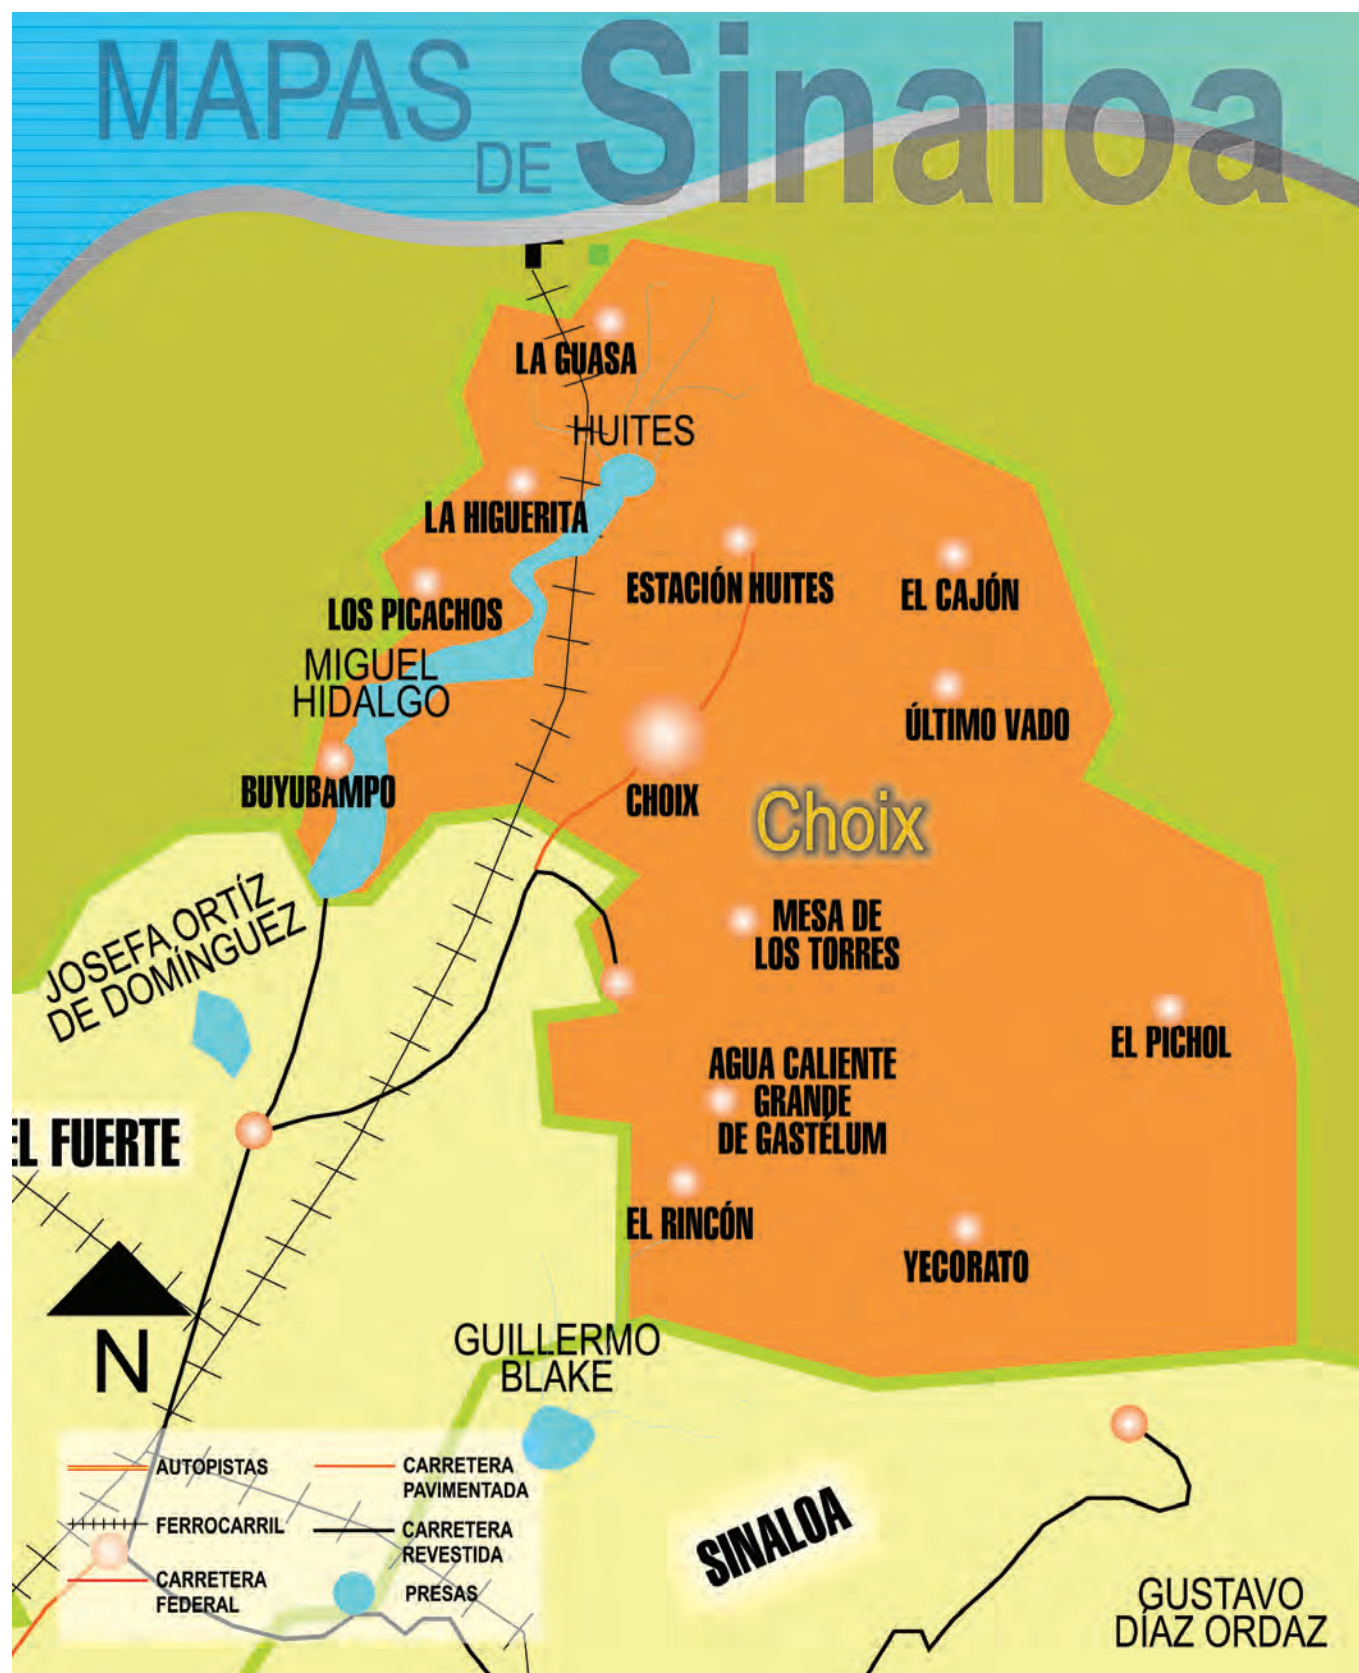 MAPAS
DE Sinaloa
LA GUASA
HUITES
LA HIGUERITA
ESTACIÓN HUITES
EL CAJÓN
LOS PICACHOS
MIGUEL
HIDALGO
ÚLTIMO VADO
BUYUBAMPO
CHOIX
Choix
JOSEFA ORTÍZ
DE DOMÍNGUEZ
MESA DE
LOS TORRES
EL PICHOL
AGUA CALIENTE
GRANDE
DE GASTÉLUM
EL FUERTE
EL RINCÓN
YECORATO
N
GUILLERMO
BLAKE
AUTOPISTAS
FERROCARRIL
CARRETERA
FEDERAL
CARRETERA
PAVIMENTADA
CARRETERA
REVESTIDA
PRESAS
SINALOA
GUSTAVO
DÍAZ ORDAZ